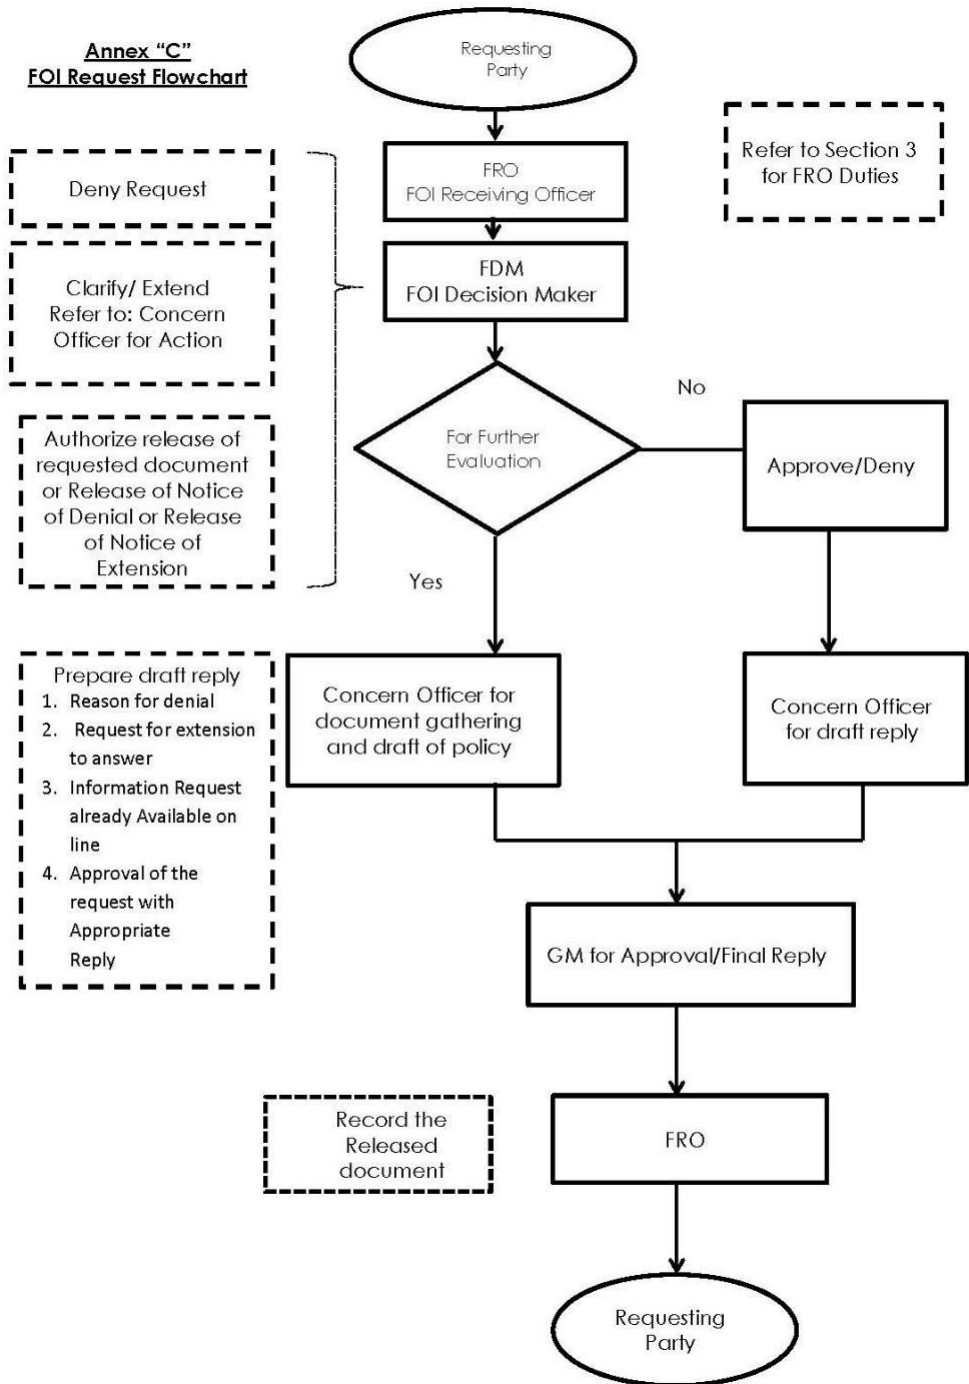 Annex “C”
FOI Request Flowchart
Requesting
Party
FRO
FOI Receiving Officer
Refer to Section 3
for FRO Duties
Deny Request
FDM
FOI Decision Maker
Clarify/ Extend
Refer to: Concern
Officer for Action
No
For Further
Evaluation
Approve/Deny
Authorize release of
requested document
or Release of Notice
of Denial or Release
of Notice of
Extension
Yes
Prepare draft reply
1. Reason for denial
2. Request for extension
to answer
3. Information Request
already Available on
line
4. Approval of the
request with
Appropriate
Reply
Concern Officer for
document gathering
and draft of policy
Concern Officer
for draft reply
GM for Approval/Final Reply
Record the
Released
document
FRO
Requesting
Party